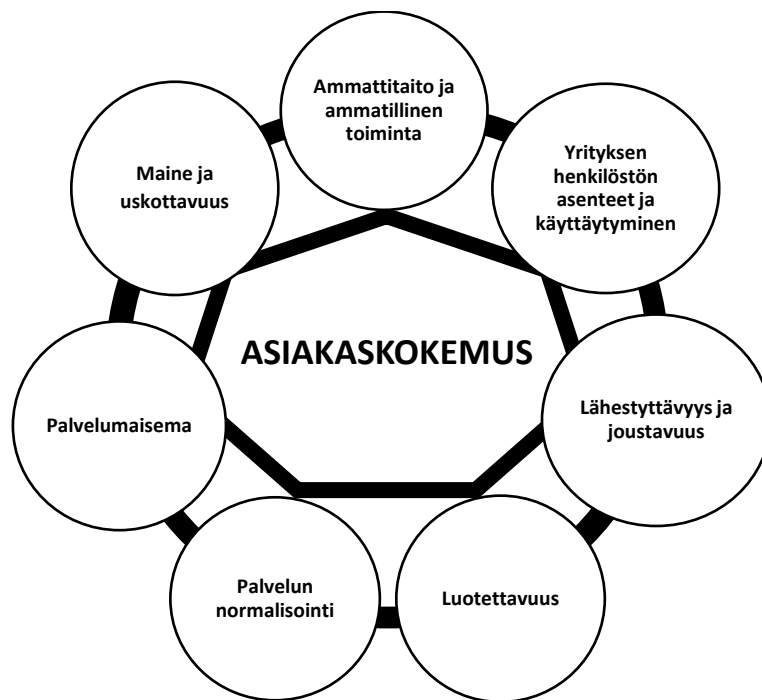 Ammattitaito ja
ammatillinen
toiminta
Yrityksen
henkilöstön
asenteet ja
käyttäytyminen
Maine ja
uskottavuus
ASIAKASKOKEMUS
Lähestyttävyys ja
joustavuus
Palvelumaisema
Luotettavuus
Palvelun
normalisointi